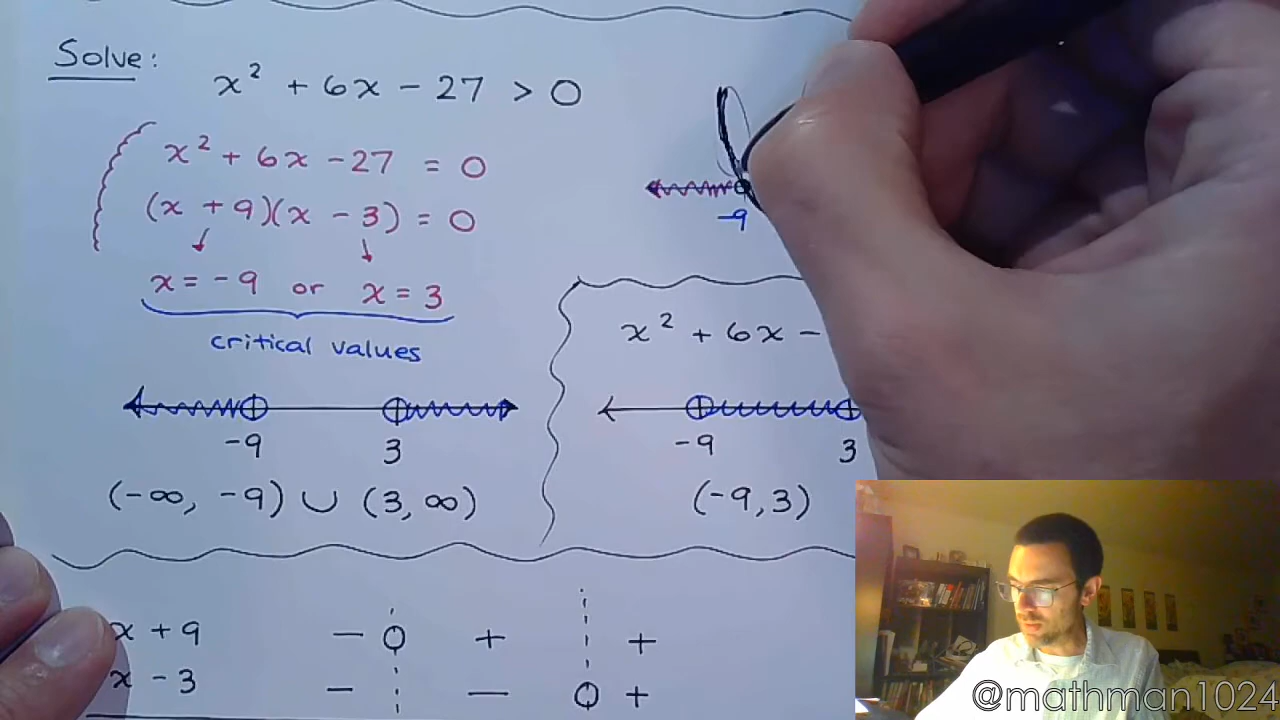 Solve:
x² + 6x - 27 > 0
x² + 6x - 27 = 0
(x + 9)(x - 3) = 0
x = -9 or x = 3
critical values
-9 3
(-∞, -9) ∪ (3, ∞)
-9
x² + 6x -
-9 3
(-9, 3)
x + 9 - 0 + +
x - 3 - - 0 +
@mathman1024